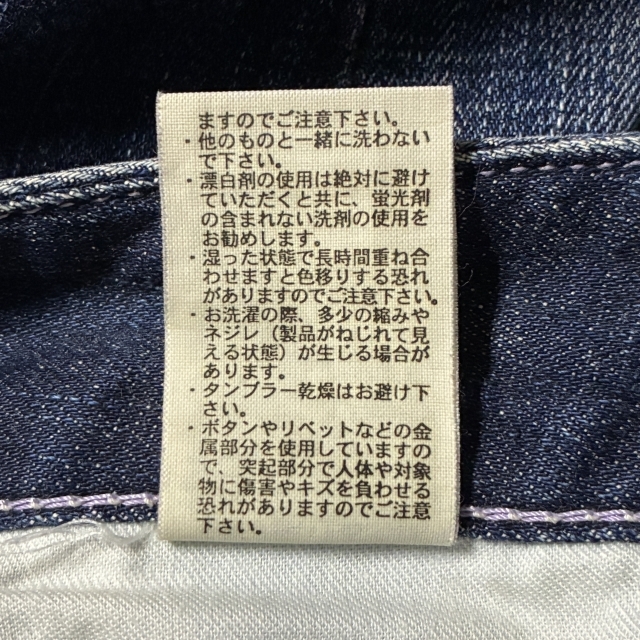 ますのでご注意下さい。
・他のものと一緒に洗わない
で下さい。
・漂白剤の使用は絶対に避け
ていただくと共に、蛍光剤
の含まれない洗剤の使用を
お勧めします。
・湿った状態で長時間重ね合
わせますと色移りする恐れ
がありますのでご注意下さい。
・お洗濯の際、多少の縮みや
ネジレ（製品がねじれて見
える状態）が生じる場合が
あります。
・タンブラー乾燥はお避け下
さい。
・ボタンやリベットなどの金
属部分を使用していますの
で、突起部分で人体や対象
物に傷害やキズを負わせる
恐れがありますのでご注意
下さい。